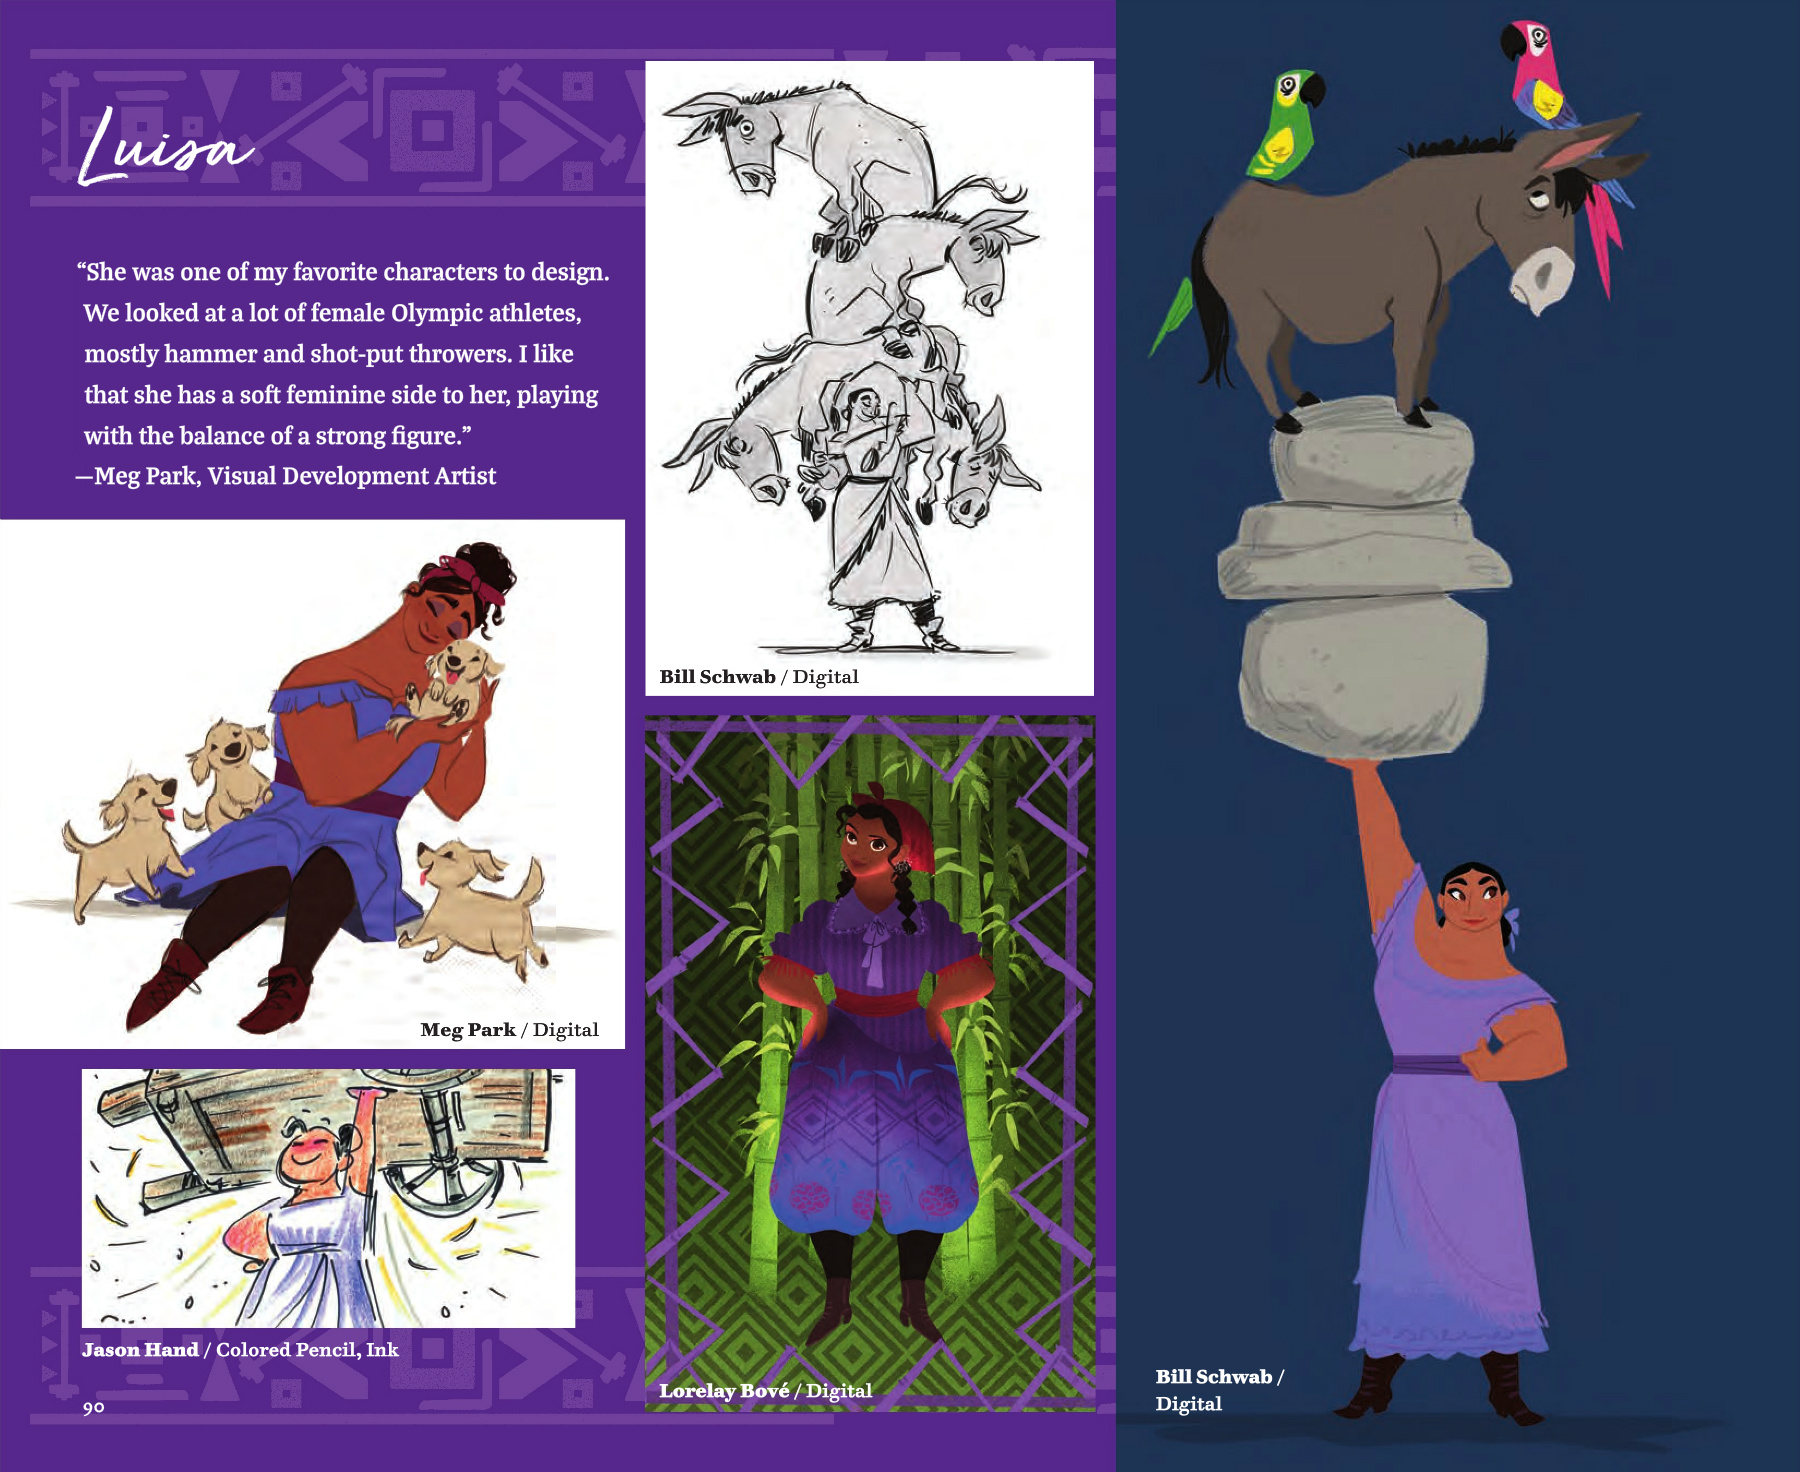 Luisa
“She was one of my favorite characters to design.
We looked at a lot of female Olympic athletes,
mostly hammer and shot-put throwers. I like
that she has a soft feminine side to her, playing
with the balance of a strong figure.”
—Meg Park, Visual Development Artist
Bill Schwab / Digital
Meg Park / Digital
Jason Hand / Colored Pencil, Ink
Lorelay Bové / Digital
Bill Schwab /
Digital
90